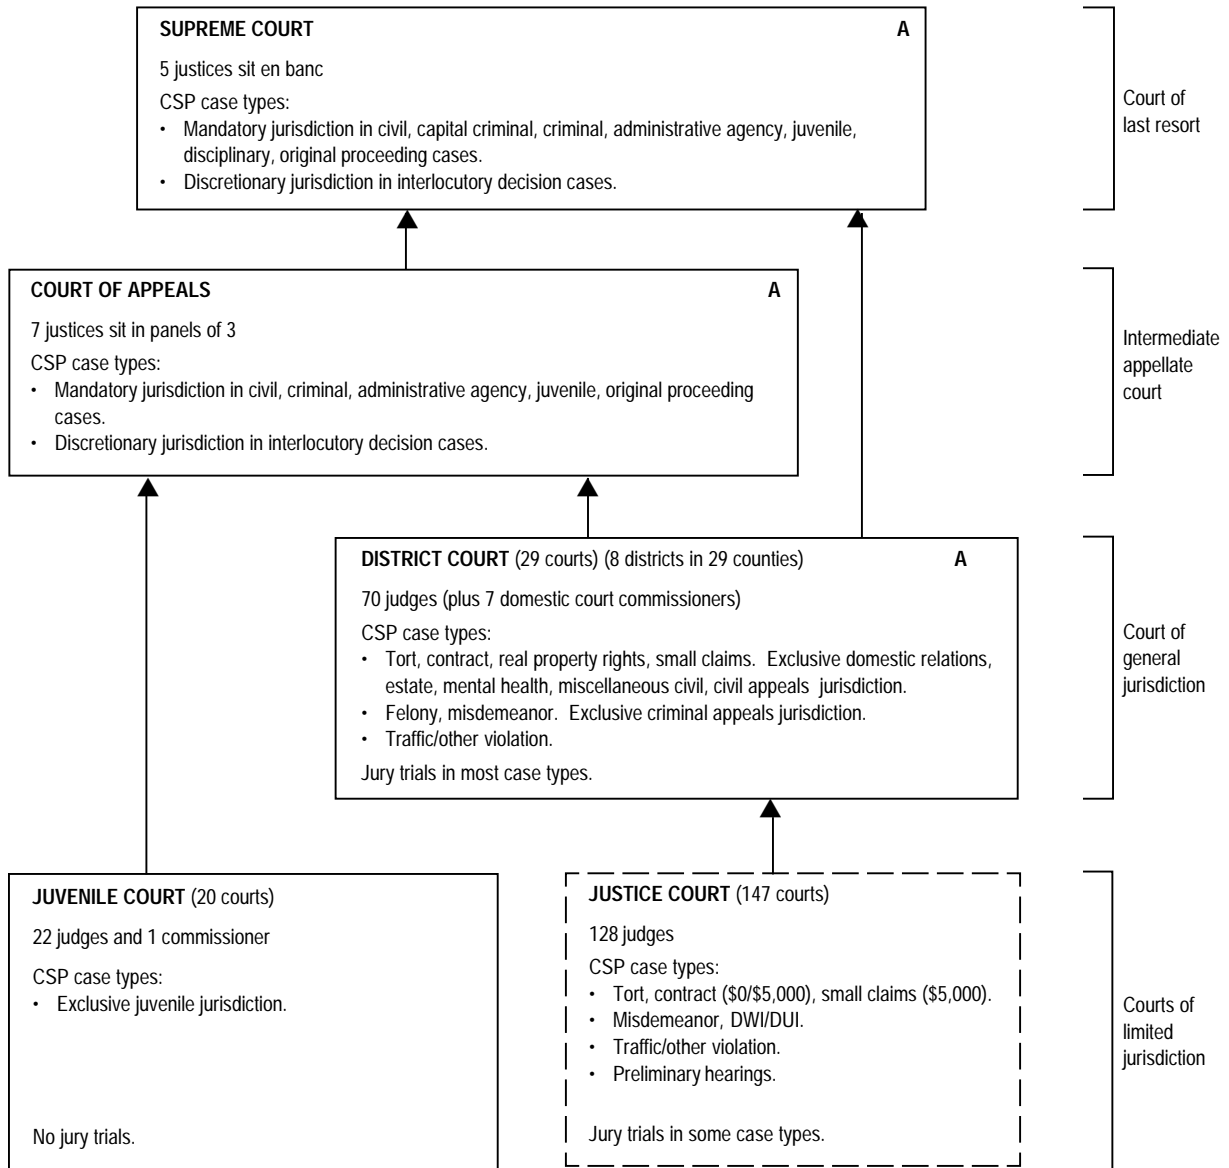 SUPREME COURT A
5 justices sit en banc
CSP case types:
• Mandatory jurisdiction in civil, capital criminal, criminal, administrative agency, juvenile,
disciplinary, original proceeding cases.
• Discretionary jurisdiction in interlocutory decision cases.
Court of
last resort
COURT OF APPEALS A
7 justices sit in panels of 3
CSP case types:
• Mandatory jurisdiction in civil, criminal, administrative agency, juvenile, original proceeding
cases.
• Discretionary jurisdiction in interlocutory decision cases.
Intermediate
appellate
court
DISTRICT COURT (29 courts) (8 districts in 29 counties) A
70 judges (plus 7 domestic court commissioners)
CSP case types:
• Tort, contract, real property rights, small claims. Exclusive domestic relations,
estate, mental health, miscellaneous civil, civil appeals jurisdiction.
• Felony, misdemeanor. Exclusive criminal appeals jurisdiction.
• Traffic/other violation.
Jury trials in most case types.
Court of
general
jurisdiction
JUVENILE COURT (20 courts)
22 judges and 1 commissioner
CSP case types:
• Exclusive juvenile jurisdiction.
No jury trials.
JUSTICE COURT (147 courts)
128 judges
CSP case types:
• Tort, contract ($0/$5,000), small claims ($5,000).
• Misdemeanor, DWI/DUI.
• Traffic/other violation.
• Preliminary hearings.
Jury trials in some case types.
Courts of
limited
jurisdiction